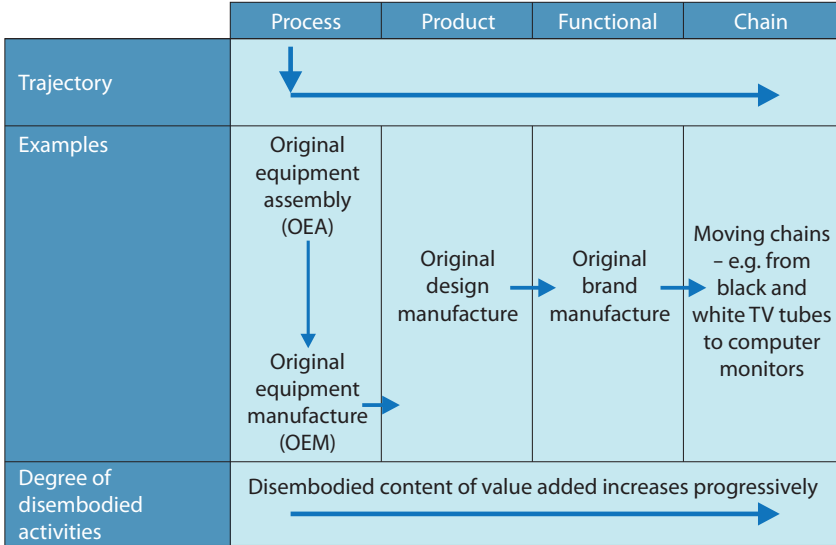 Process
Product
Functional
Chain
Trajectory
Examples
Original
equipment
assembly
(OEA)
Original
equipment
manufacture
(OEM)
Original
design
manufacture
Original
brand
manufacture
Moving chains
– e.g. from
black and
white TV tubes
to computer
monitors
Degree of
disembodied
activities
Disembodied content of value added increases progressively